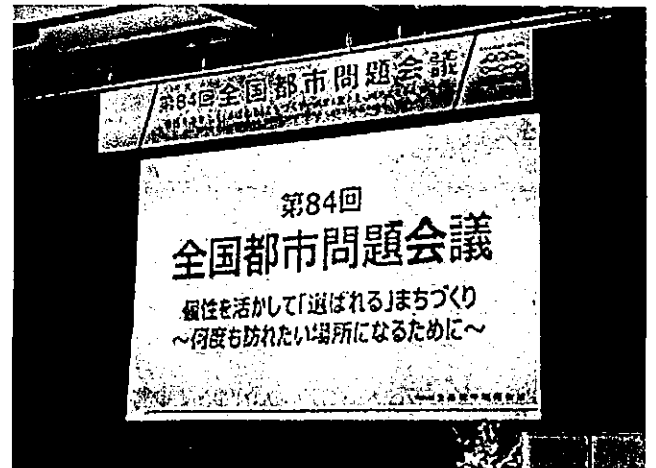 第84回全国都市問題会議
第84回
全国都市問題会議
個性を活かして「選ばれる」まちづくり
～何度も訪れたい場所になるために～